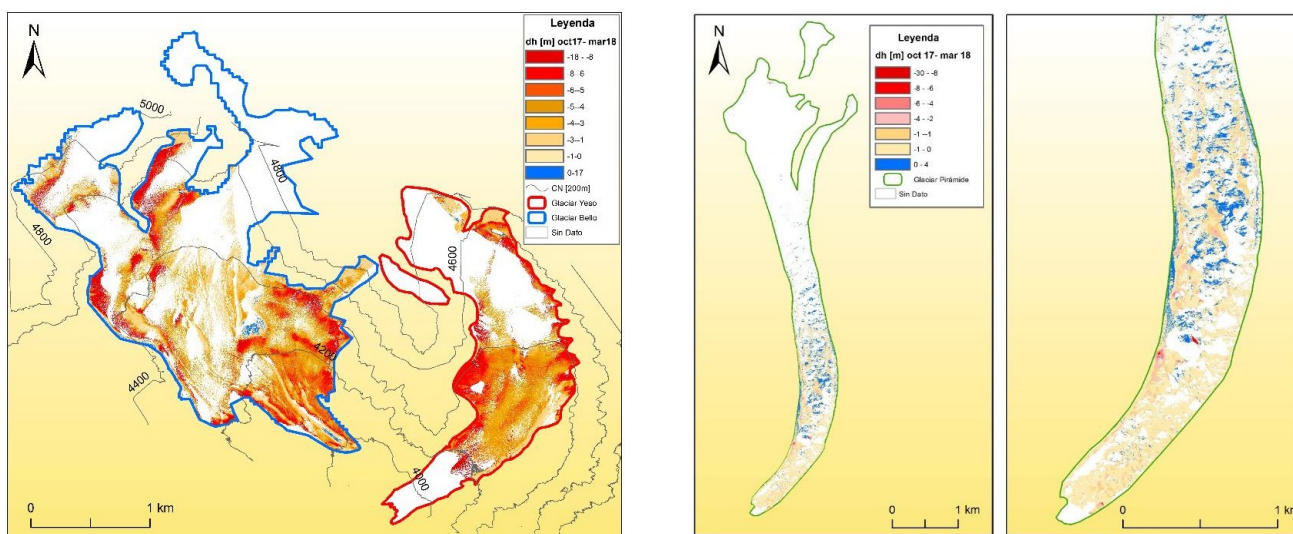 N
Leyenda
dh [m] oct17- mar18
-18 - -8
-8 - -6
-6--5
-5--4
-4--3
-3--1
-1-0
0-17
CN [200m]
Glaciar Yeso
Glaciar Bello
Sin Dato
5000
4800
4800
4600
4200
4400
4000
0
1 km
N
Leyenda
dh [m] oct 17- mar 18
-30 - -8
-8 - -6
-6 - -4
-4 - -2
-1 - -1
-1 - 0
0 - 4
Glaciar Pirámide
Sin Dato
0
1 km
0
1 km